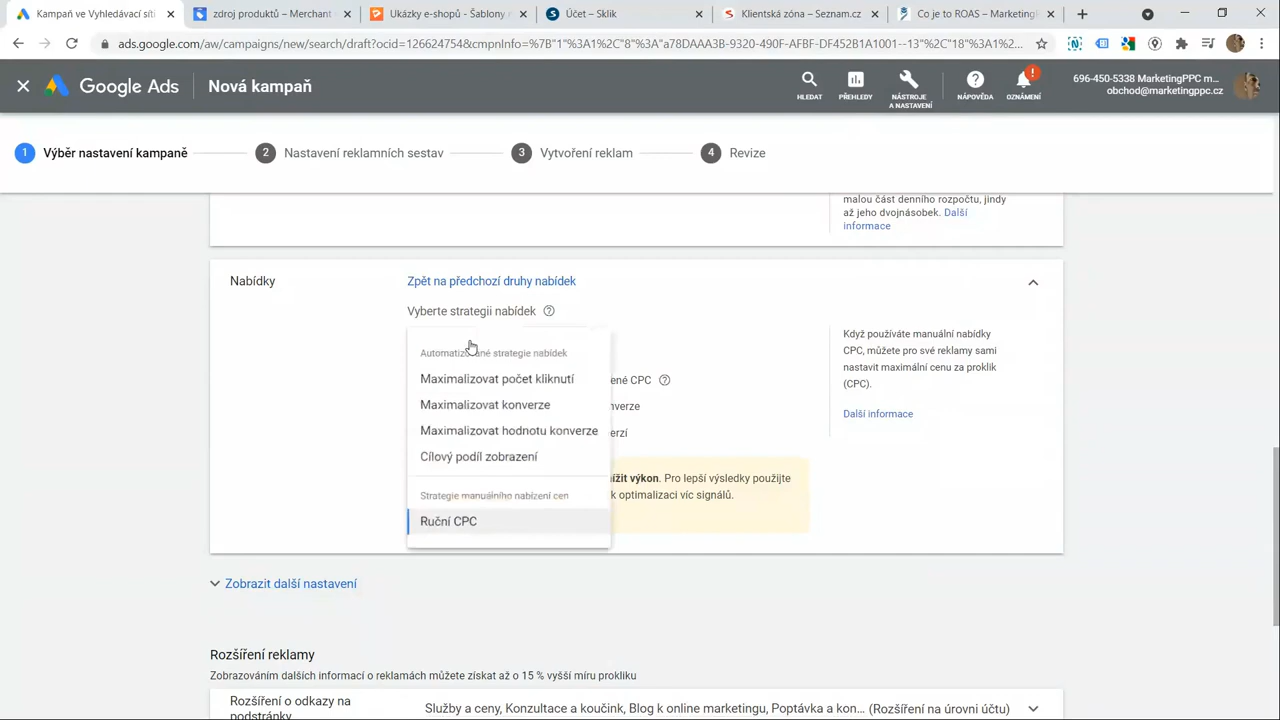 Kampaň ve Vyhledávací sítí
zdroj produktů – Merchant
Ukázky e-shopů - Šablony
Účet – Sklik
Klientská zóna – Seznam.cz
Co je to ROAS – MarketingP
ads.google.com/aw/campaigns/new/search/draft?ocid=126124754&cmpnInfo=%7B"1"%3A1%2C"8"%3A"a78DAAA3B-9320-490F-AFBF-DF452B1A1001--13"%2C"18"%3A1%2...
Google Ads
Nová kampaň
HLEDAT
PŘEHLEDY
NÁSTROJE
A NASTAVENÍ
NÁPOVĚDA
OZNÁMENÍ
696-450-5338 MarketingPPC m...
obchod@marketingppc.cz
1 Výběr nastavení kampaně
2 Nastavení reklamních sestav
3 Vytvoření reklam
4 Revize
malou část denního rozpočtu, jindy
až jeho dvojnásobek. Další
informace
Nabídky
Zpět na předchozí druhy nabídek
Vyberte strategii nabídek
Automatizované strategie nabídek
Maximalizovat počet kliknutí
Maximalizovat konverze
Maximalizovat hodnotu konverze
Cílový podíl zobrazení
Strategie manuálního nabízení cen
Ruční CPC
ené CPC
nverze
erzí
ížit výkon. Pro lepší výsledky použijte
k optimalizaci víc signálů.
Když používáte manuální nabídky
CPC, můžete pro své reklamy sami
nastavit maximální cenu za proklik
(CPC).
Další informace
Zobrazit další nastavení
Rozšíření reklamy
Zobrazováním dalších informací o reklamách můžete získat až o 15 % vyšší míru prokliku
Rozšíření o odkazy na
podstránky
Služby a ceny, Konzultace a koučink, Blog k online marketingu, Poptávka a kon... (Rozšíření na úrovni účtu)